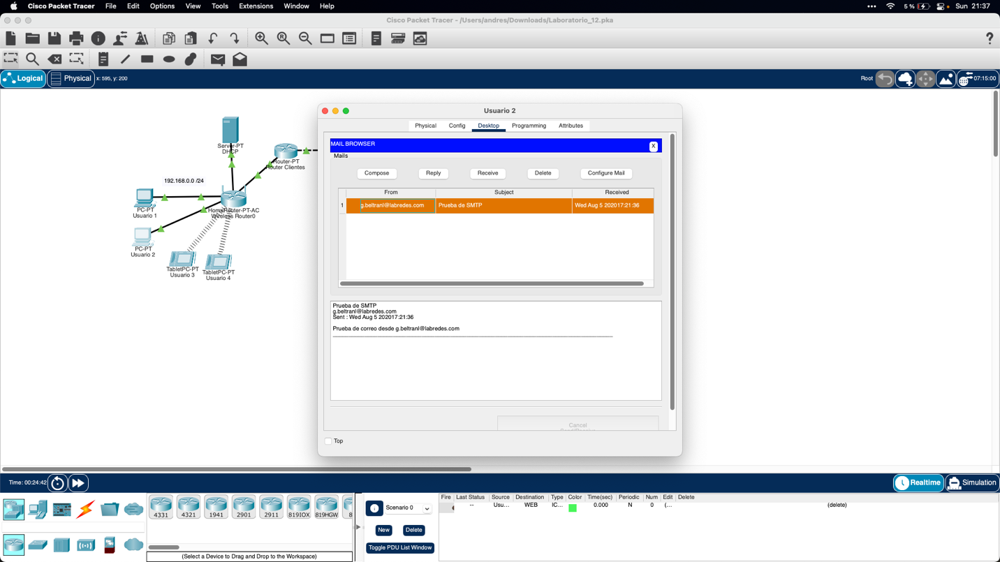 Cisco Packet Tracer File Edit Options View Tools Extensions Window Help
5 % Sun 21:37
Cisco Packet Tracer - /Users/andres/Downloads/Laboratorio_12.pka
Logical Physical x: 595, y: 200
Root 07:15:00
Server-PT
DHCP
Router-PT
Router Clientes
192.168.0.0 /24
PC-PT
Usuario 1
HomeRouter-PT-AC
Wireless Router0
PC-PT
Usuario 2
TabletPC-PT
Usuario 3
TabletPC-PT
Usuario 4
Usuario 2
Physical Config Desktop Programming Attributes
MAIL BROWSER X
Mails
Compose Reply Receive Delete Configure Mail
From Subject Received
1 g.beltranl@labredes.com Prueba de SMTP Wed Aug 5 202017:21:36
Prueba de SMTP
g.beltranl@labredes.com
Sent : Wed Aug 5 202017:21:36
Prueba de correo desde g.beltranl@labredes.com
Cancel
Top
Time: 00:24:42
Realtime Simulation
4331 4321 1941 2901 2911 819IOX 819HGW 8
(Select a Device to Drag and Drop to the Workspace)
Scenario 0
New Delete
Toggle PDU List Window
Fire Last Status Source Destination Type Color Time(sec) Periodic Num Edit Delete
-- Usu... WEB IC... 0.000 N 0 (... (delete)